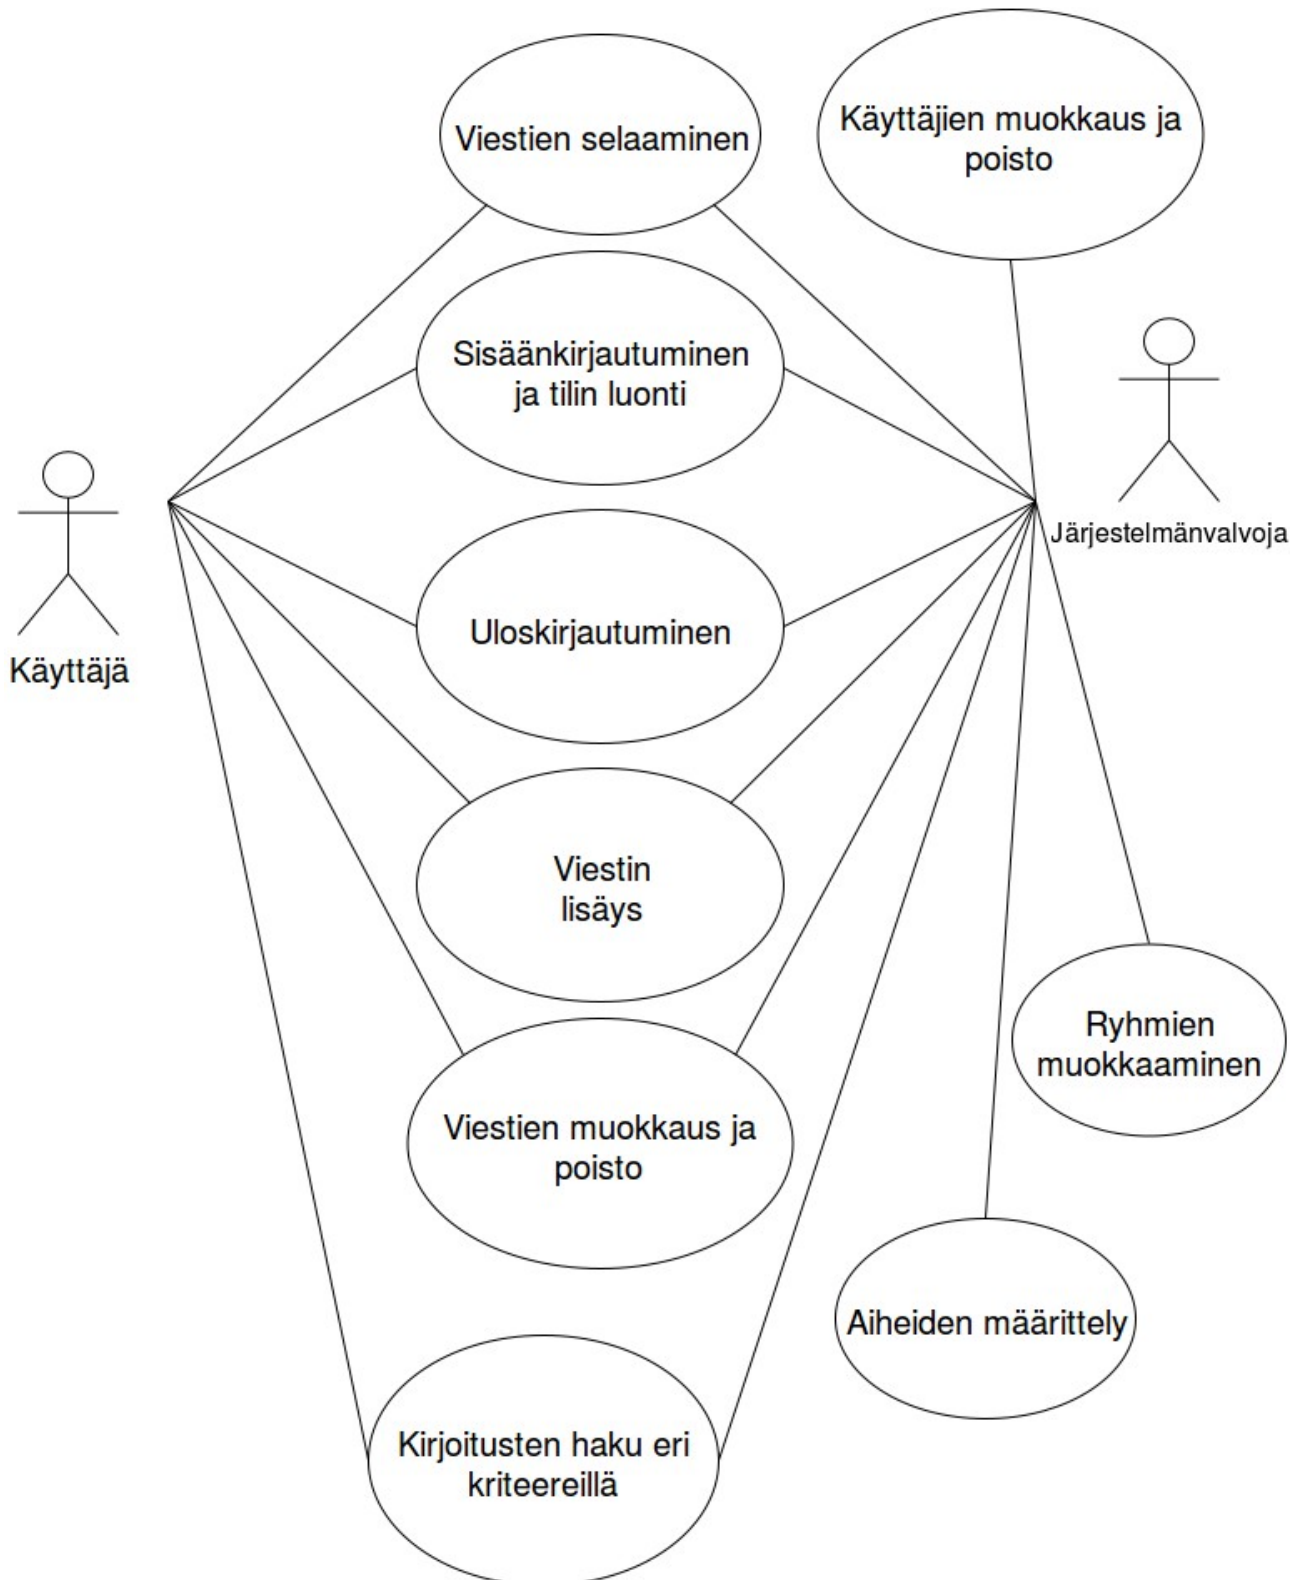 Viestien selaaminen
Käyttäjien muokkaus ja
poisto
Sisäänkirjautuminen
ja tilin luonti
Järjestelmänvalvoja
Uloskirjautuminen
Käyttäjä
Viestin
lisäys
Ryhmien
muokkaaminen
Viestien muokkaus ja
poisto
Aiheiden määrittely
Kirjoitusten haku eri
kriteereillä